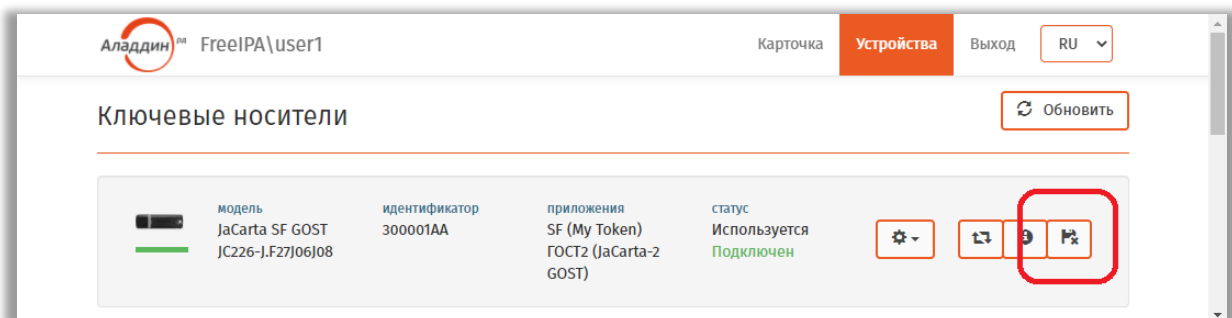 Аладдин РД FreeIPA\user1 Карточка Устройства Выход RU
Ключевые носители Обновить
модель идентификатор приложения статус
JaCarta SF GOST 300001AA SF (My Token) Используется
JC226-J.F27J06J08 ГОСТ2 (JaCarta-2 Подключен
GOST)